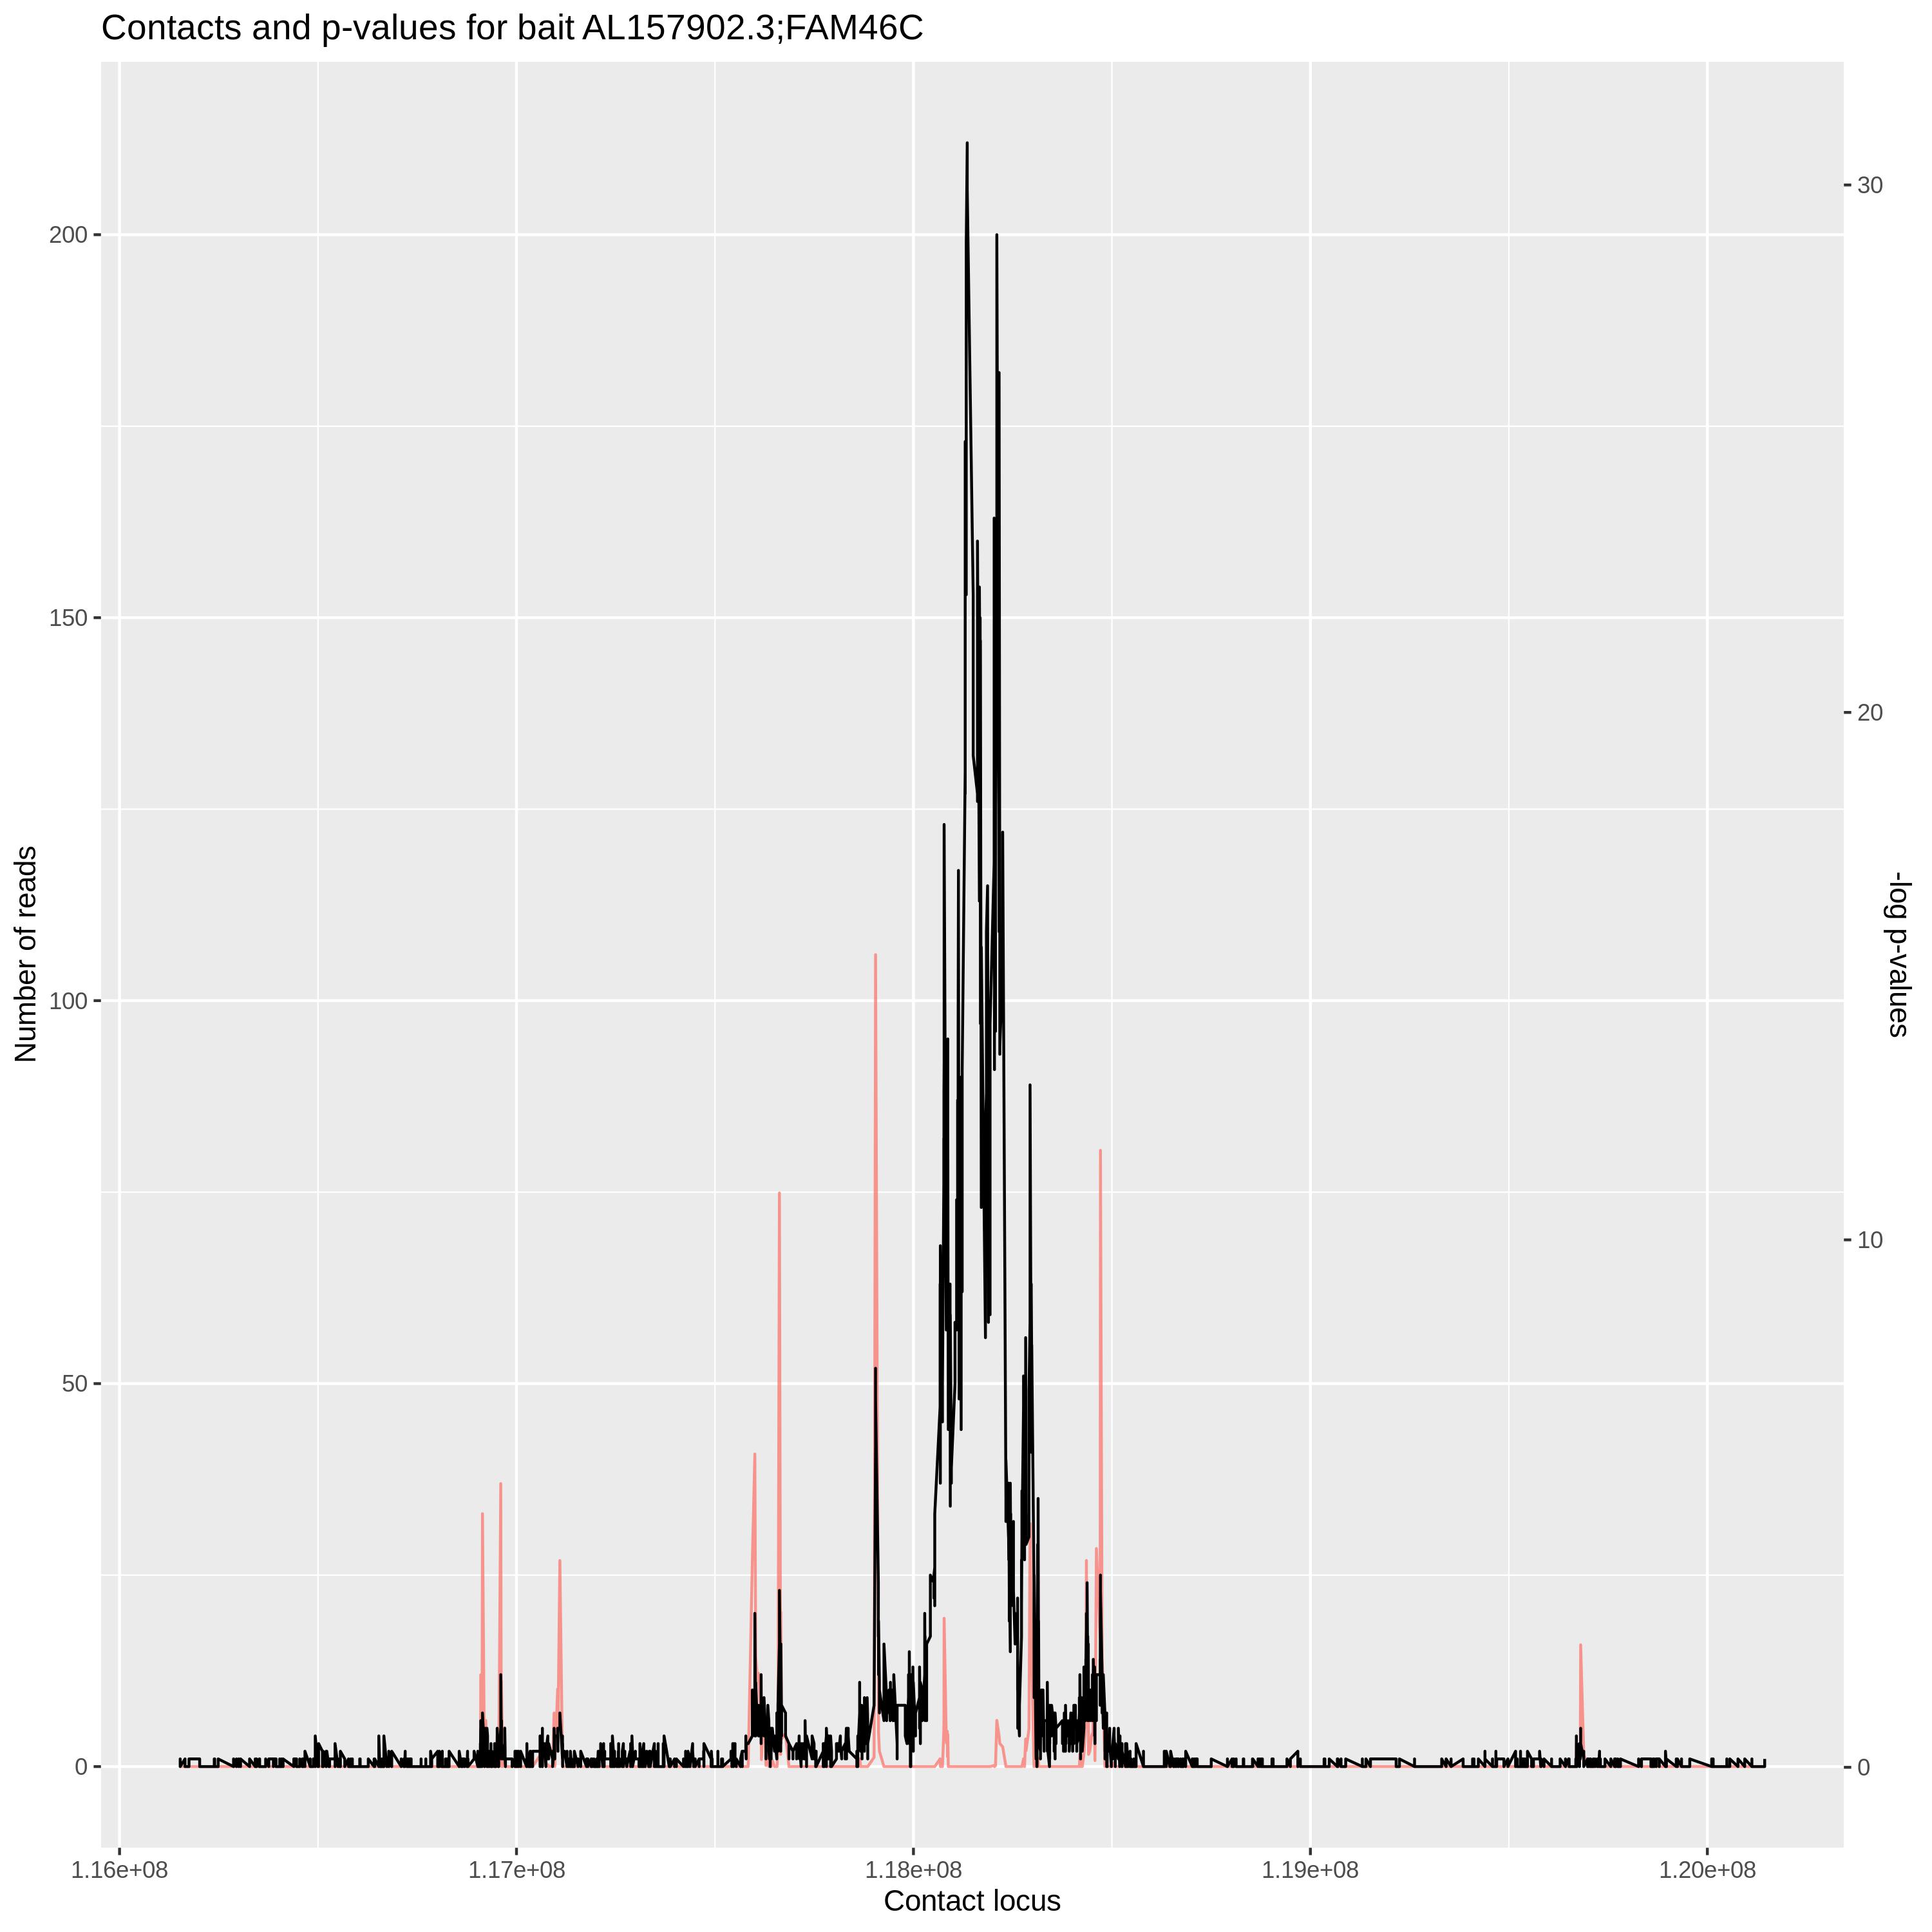 Contacts and p-values for bait AL157902.3;FAM46C
200
150
100
50
0
Number of reads
30
20
10
0
-log p-values
1.16e+08
1.17e+08
1.18e+08
1.19e+08
1.20e+08
Contact locus